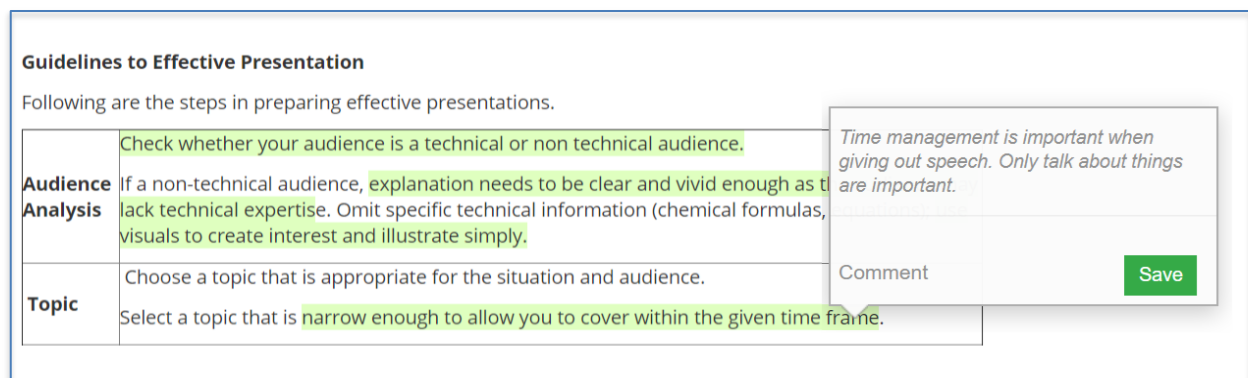 Guidelines to Effective Presentation
Following are the steps in preparing effective presentations.
Check whether your audience is a technical or non technical audience.
Audience Analysis
If a non-technical audience, explanation needs to be clear and vivid enough as
lack technical expertise. Omit specific technical information (chemical formulas,
visuals to create interest and illustrate simply.
Topic
Choose a topic that is appropriate for the situation and audience.
Select a topic that is narrow enough to allow you to cover within the given time frame.
Time management is important when
giving out speech. Only talk about things
are important.
Comment
Save